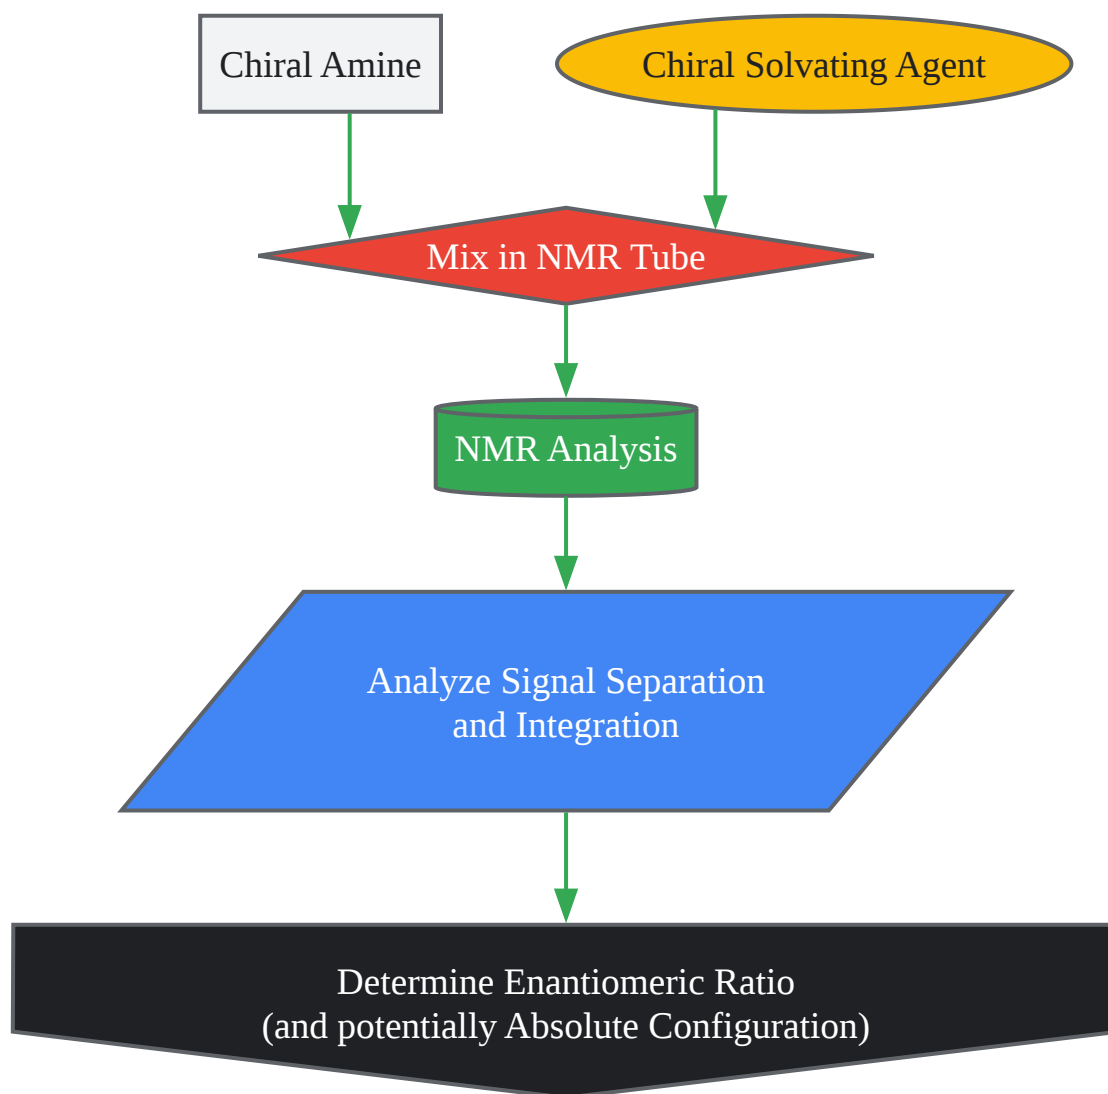 Chiral Amine
Chiral Solvating Agent
Mix in NMR Tube
NMR Analysis
Analyze Signal Separation
and Integration
Determine Enantiomeric Ratio
(and potentially Absolute Configuration)